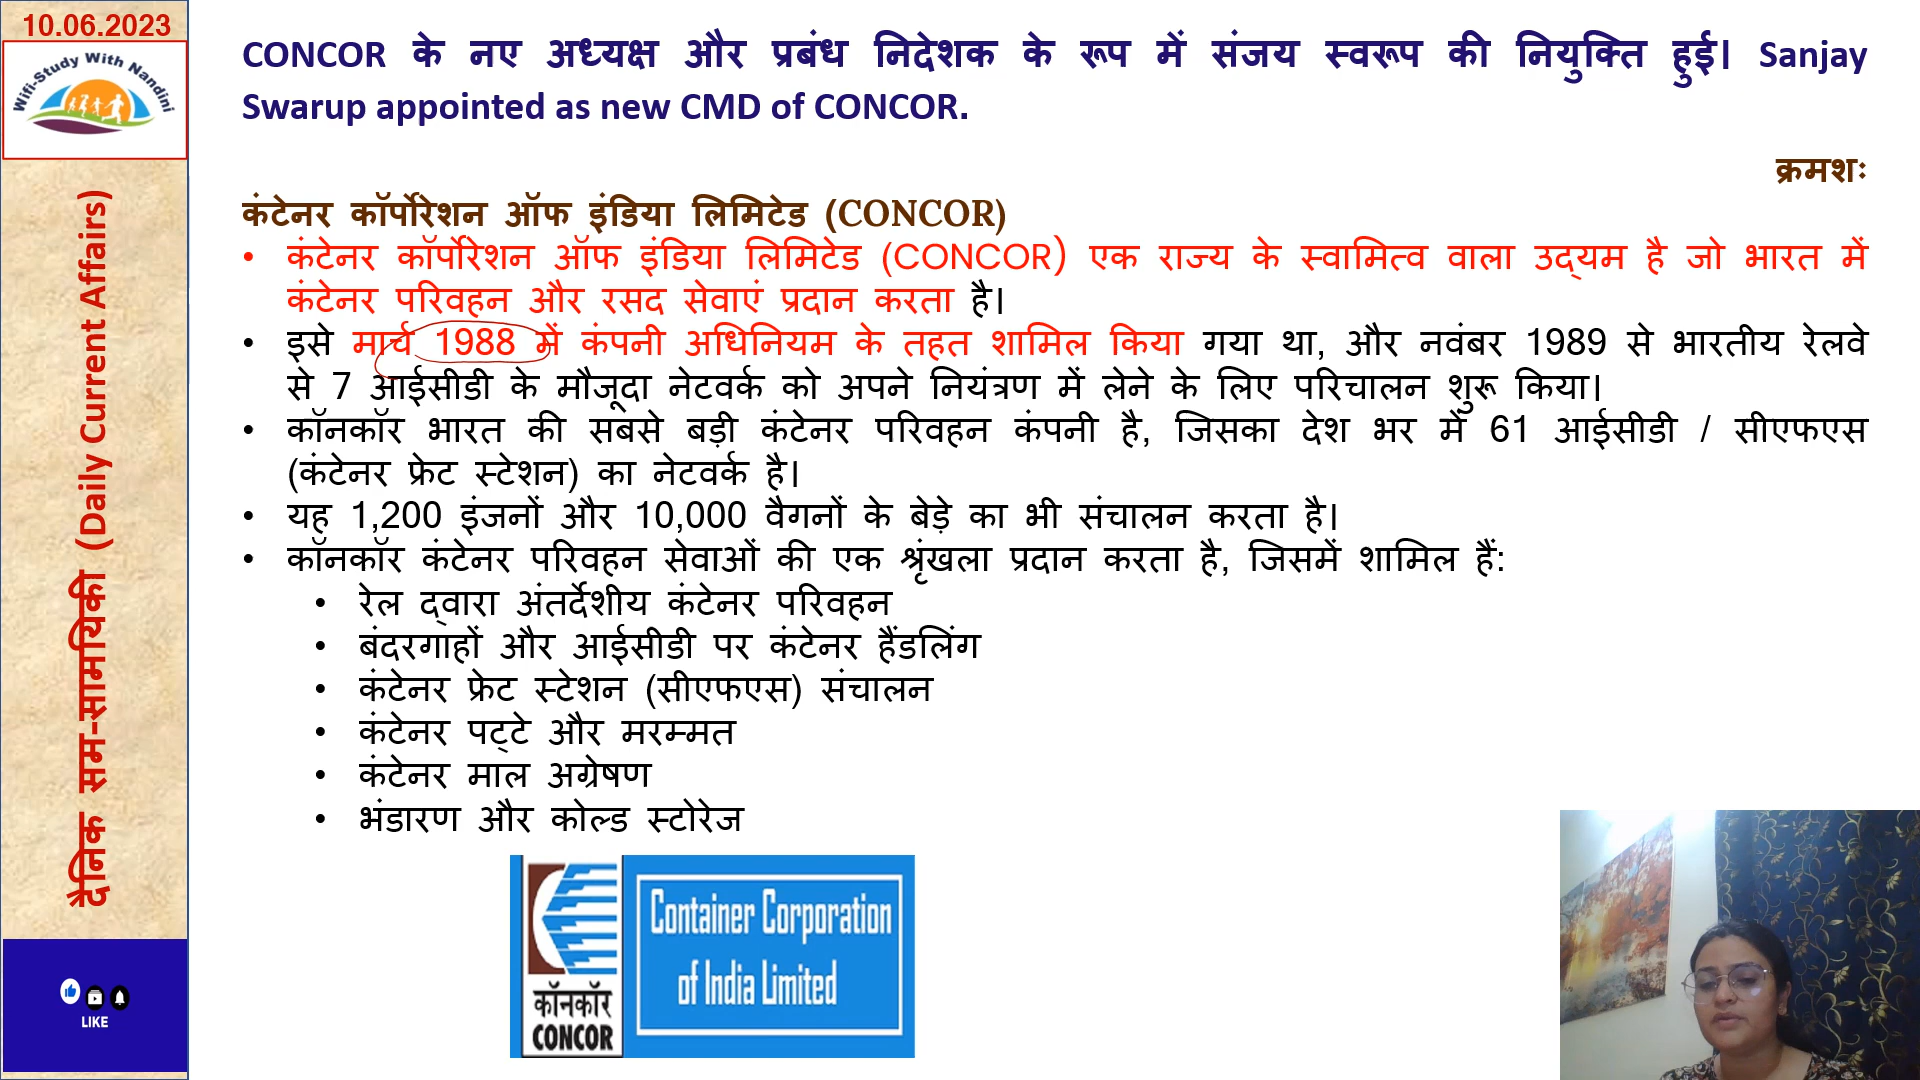 10.06.2023
Wifi-Study With Nandini
दैनिक सम-सामयिकी (Daily Current Affairs)
LIKE
CONCOR के नए अध्यक्ष और प्रबंध निदेशक के रूप में संजय स्वरूप की नियुक्ति हुई। Sanjay
Swarup appointed as new CMD of CONCOR.
क्रमशः
कंटेनर कॉर्पोरेशन ऑफ इंडिया लिमिटेड (CONCOR)
• कंटेनर कॉर्पोरेशन ऑफ इंडिया लिमिटेड (CONCOR) एक राज्य के स्वामित्व वाला उद्यम है जो भारत में
कंटेनर परिवहन और रसद सेवाएं प्रदान करता है।
• इसे मार्च 1988 में कंपनी अधिनियम के तहत शामिल किया गया था, और नवंबर 1989 से भारतीय रेलवे
से 7 आईसीडी के मौजूदा नेटवर्क को अपने नियंत्रण में लेने के लिए परिचालन शुरू किया।
• कॉनकॉर भारत की सबसे बड़ी कंटेनर परिवहन कंपनी है, जिसका देश भर में 61 आईसीडी / सीएफएस
(कंटेनर फ्रेट स्टेशन) का नेटवर्क है।
• यह 1,200 इंजनों और 10,000 वैगनों के बेड़े का भी संचालन करता है।
• कॉनकॉर कंटेनर परिवहन सेवाओं की एक श्रृंखला प्रदान करता है, जिसमें शामिल हैं:
• रेल द्वारा अंतर्देशीय कंटेनर परिवहन
• बंदरगाहों और आईसीडी पर कंटेनर हैंडलिंग
• कंटेनर फ्रेट स्टेशन (सीएफएस) संचालन
• कंटेनर पट्टे और मरम्मत
• कंटेनर माल अग्रेषण
• भंडारण और कोल्ड स्टोरेज
कॉनकॉर
CONCOR
Container Corporation
of India Limited